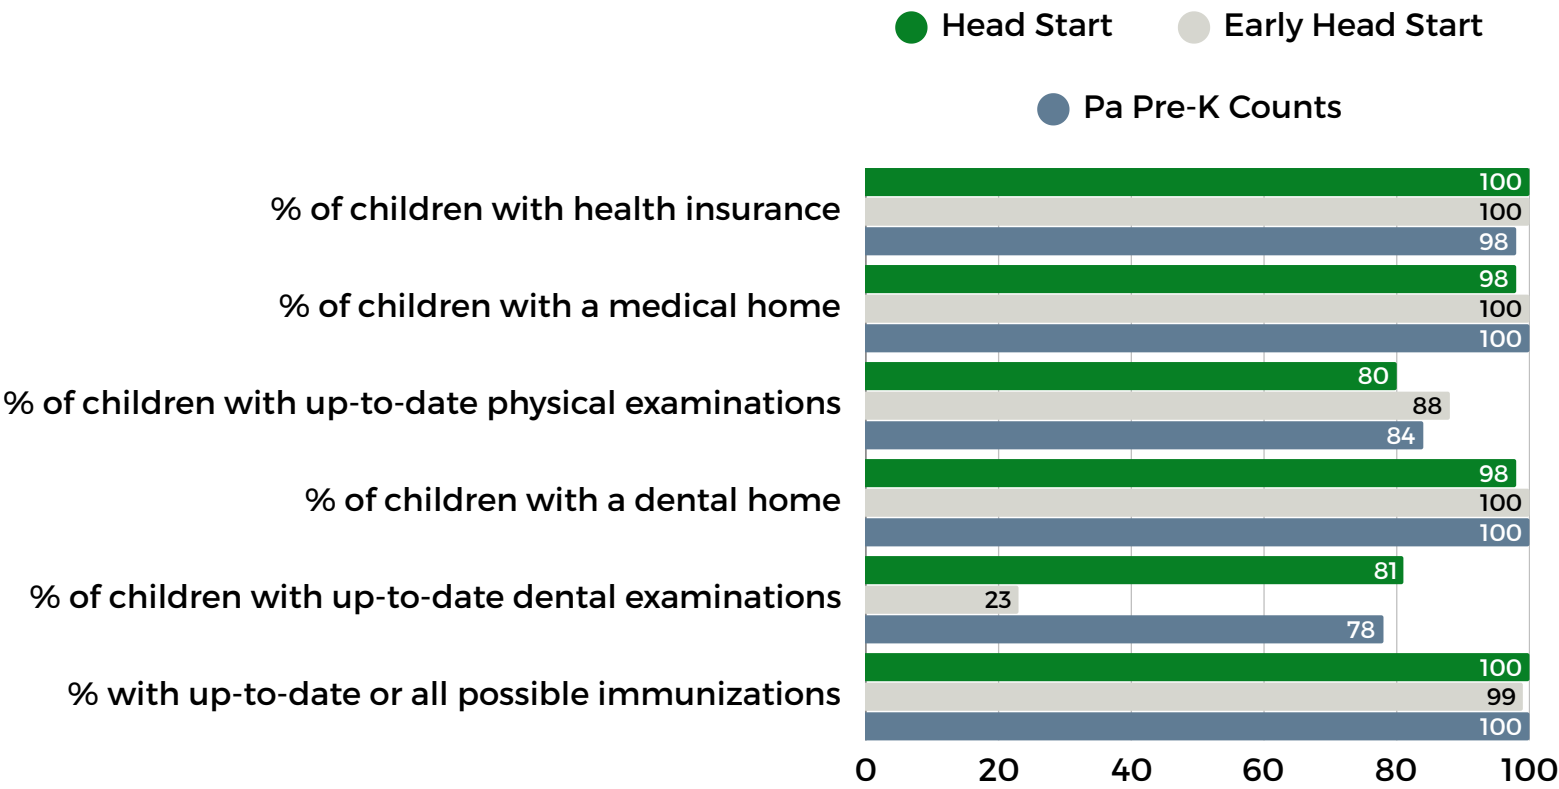 Head Start
Early Head Start
Pa Pre-K Counts
% of children with health insurance
100
100
98
% of children with a medical home
98
100
100
% of children with up-to-date physical examinations
80
88
84
% of children with a dental home
98
100
100
% of children with up-to-date dental examinations
81
23
78
% with up-to-date or all possible immunizations
100
99
100
0 20 40 60 80 100